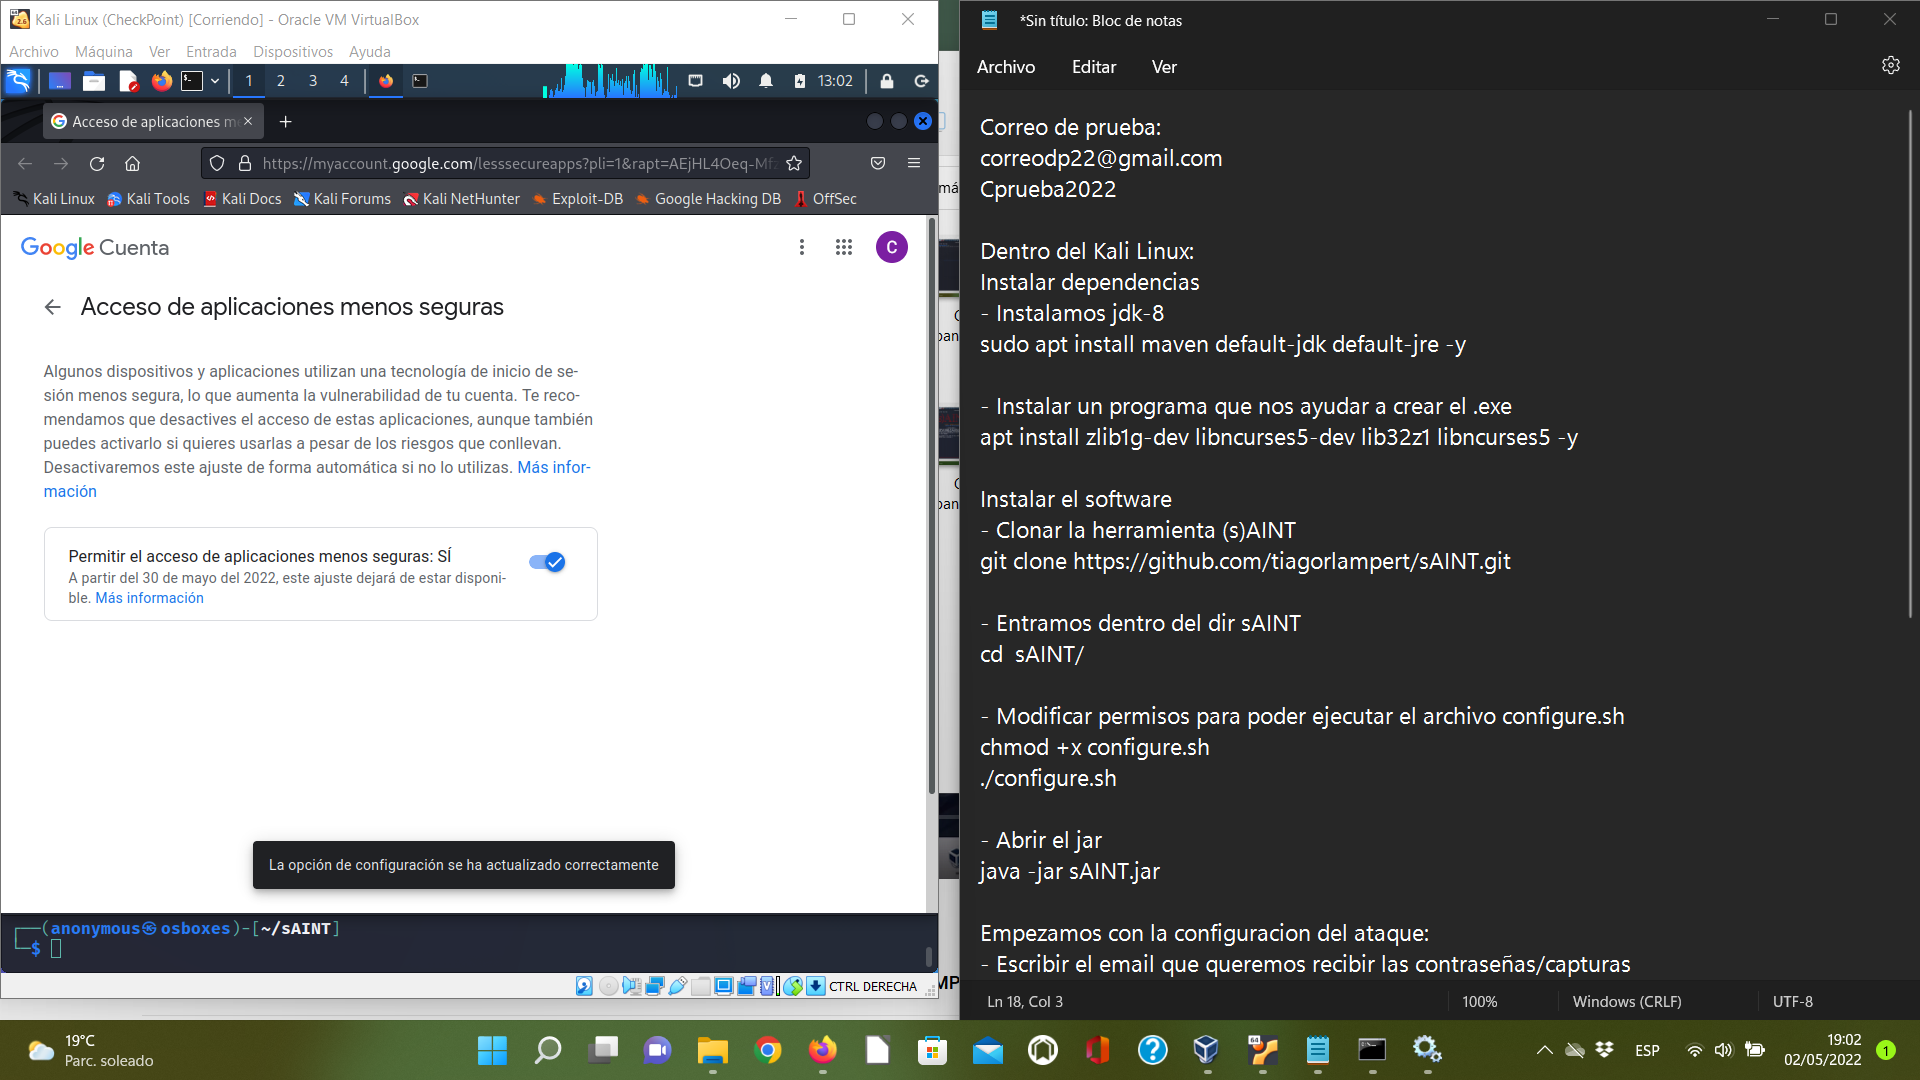 Kali Linux (CheckPoint) [Corriendo] - Oracle VM VirtualBox
Archivo Máquina Ver Entrada Dispositivos Ayuda
1 2 3 4 13:02
Acceso de aplicaciones m
https://myaccount.google.com/lesssecureapps?pli=1&rapt=AEjHL4Oeq-Mf
Kali Linux Kali Tools Kali Docs Kali Forums Kali NetHunter Exploit-DB Google Hacking DB OffSec
Google Cuenta
C
Acceso de aplicaciones menos seguras
Algunos dispositivos y aplicaciones utilizan una tecnología de inicio de se-
sión menos segura, lo que aumenta la vulnerabilidad de tu cuenta. Te reco-
mendamos que desactives el acceso de estas aplicaciones, aunque también
puedes activarlo si quieres usarlas a pesar de los riesgos que conllevan.
Desactivaremos este ajuste de forma automática si no lo utilizas. Más infor-
mación
Permitir el acceso de aplicaciones menos seguras: SÍ
A partir del 30 de mayo del 2022, este ajuste dejará de estar disponi-
ble. Más información
La opción de configuración se ha actualizado correctamente
(anonymous㉿osboxes)-[~/sAINT]
$
CTRL DERECHA
*Sin título: Bloc de notas
Archivo Editar Ver
Correo de prueba:
correodp22@gmail.com
Cprueba2022
Dentro del Kali Linux:
Instalar dependencias
- Instalamos jdk-8
sudo apt install maven default-jdk default-jre -y
- Instalar un programa que nos ayudar a crear el .exe
apt install zlib1g-dev libncurses5-dev lib32z1 libncurses5 -y
Instalar el software
- Clonar la herramienta (s)AINT
git clone https://github.com/tiagorlampert/sAINT.git
- Entramos dentro del dir sAINT
cd  sAINT/
- Modificar permisos para poder ejecutar el archivo configure.sh
chmod +x configure.sh
./configure.sh
- Abrir el jar
java -jar sAINT.jar
Empezamos con la configuracion del ataque:
- Escribir el email que queremos recibir las contraseñas/capturas
Ln 18, Col 3 100% Windows (CRLF) UTF-8
19°C
Parc. soleado
ESP
19:02
02/05/2022
1